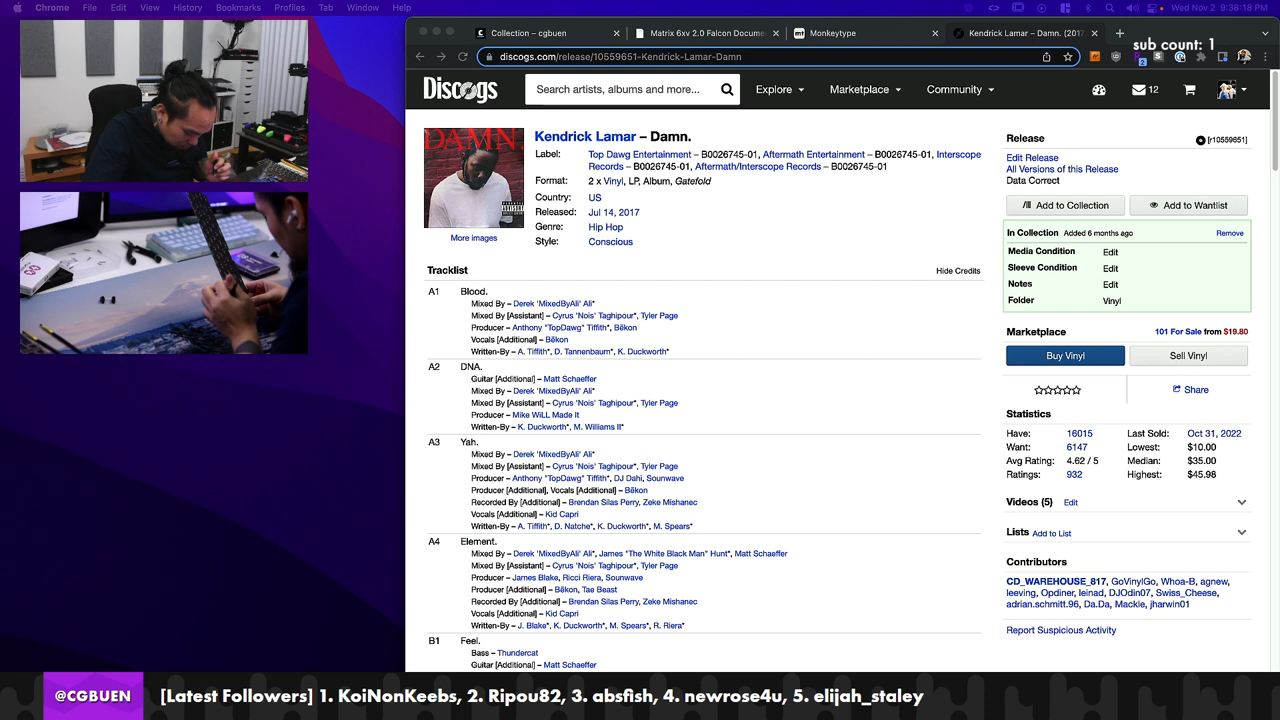 Chrome File Edit View History Bookmarks Profiles Tab Window Help
Wed Nov 2 9:38:18 PM
Collection – cgbuen
Matrix 6xv 2.0 Falcon Docume
mt Monkeytype
Kendrick Lamar – Damn. (2017
sub count: 1
discogs.com/release/10559651-Kendrick-Lamar-Damn
Discogs
Search artists, albums and more...
Explore Marketplace Community 12
DAMN.
More images
Kendrick Lamar – Damn.
Label: Top Dawg Entertainment – B0026745-01, Aftermath Entertainment – B0026745-01, Interscope
Records – B0026745-01, Aftermath/Interscope Records – B0026745-01
Format: 2 x Vinyl, LP, Album, Gatefold
Country: US
Released: Jul 14, 2017
Genre: Hip Hop
Style: Conscious
Tracklist Hide Credits
A1 Blood.
Mixed By – Derek 'MixedByAli' Ali*
Mixed By [Assistant] – Cyrus 'Nois' Taghipour*, Tyler Page
Producer – Anthony "TopDawg" Tiffith*, Bēkon
Vocals [Additional] – Bēkon
Written-By – A. Tiffith*, D. Tannenbaum*, K. Duckworth*
A2 DNA.
Guitar [Additional] – Matt Schaeffer
Mixed By – Derek 'MixedByAli' Ali*
Mixed By [Assistant] – Cyrus 'Nois' Taghipour*, Tyler Page
Producer – Mike WiLL Made It
Written-By – K. Duckworth*, M. Williams II*
A3 Yah.
Mixed By – Derek 'MixedByAli' Ali*
Mixed By [Assistant] – Cyrus 'Nois' Taghipour*, Tyler Page
Producer – Anthony "TopDawg" Tiffith*, DJ Dahi, Sounwave
Producer [Additional], Vocals [Additional] – Bēkon
Recorded By [Additional] – Brendan Silas Perry, Zeke Mishanec
Vocals [Additional] – Kid Capri
Written-By – A. Tiffith*, D. Natche*, K. Duckworth*, M. Spears*
A4 Element.
Mixed By – Derek 'MixedByAli' Ali*, James "The White Black Man" Hunt*, Matt Schaeffer
Mixed By [Assistant] – Cyrus 'Nois' Taghipour*, Tyler Page
Producer – James Blake, Ricci Riera, Sounwave
Producer [Additional] – Bēkon, Tae Beast
Recorded By [Additional] – Brendan Silas Perry, Zeke Mishanec
Vocals [Additional] – Kid Capri
Written-By – J. Blake*, K. Duckworth*, M. Spears*, R. Riera*
B1 Feel.
Bass – Thundercat
Guitar [Additional] – Matt Schaeffer
Release [r10559651]
Edit Release
All Versions of this Release
Data Correct
Add to Collection Add to Wantlist
In Collection Added 6 months ago Remove
Media Condition Edit
Sleeve Condition Edit
Notes Edit
Folder Vinyl
Marketplace 101 For Sale from $19.80
Buy Vinyl Sell Vinyl
Share
Statistics
Have: 16015 Last Sold: Oct 31, 2022
Want: 6147 Lowest: $10.00
Avg Rating: 4.62 / 5 Median: $35.00
Ratings: 932 Highest: $45.98
Videos (5) Edit
Lists Add to List
Contributors
CD_WAREHOUSE_817, GoVinylGo, Whoa-B, agnew,
leeving, Opdiner, leinad, DJOdin07, Swiss_Cheese,
adrian.schmitt.96, Da.Da, Mackle, jharwin01
Report Suspicious Activity
@CGBUEN [Latest Followers] 1. KoiNonKeebs, 2. Ripou82, 3. absfish, 4. newrose4u, 5. elijah_staley